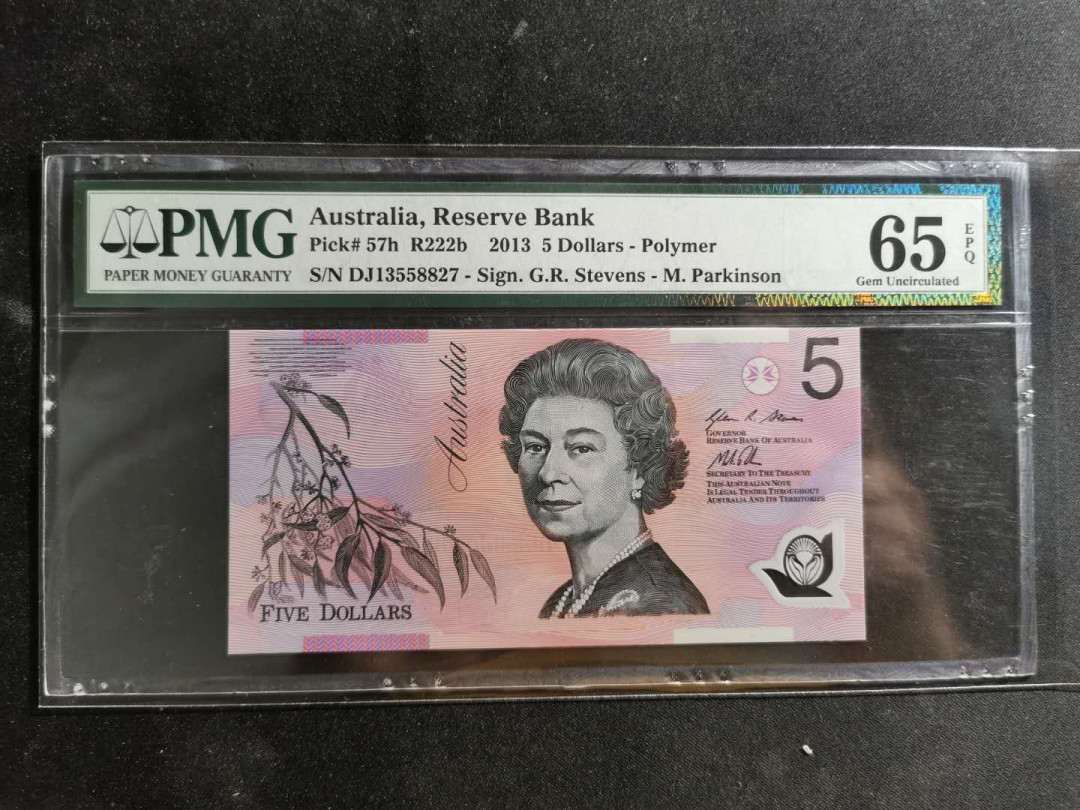 PMG
PAPER MONEY GUARANTY
Australia, Reserve Bank
Pick# 57h R222b 2013 5 Dollars - Polymer
S/N DJ13558827 - Sign. G.R. Stevens - M. Parkinson
65
EPQ
Gem Uncirculated
Australia
5
GOVERNOR
RESERVE BANK OF AUSTRALIA
SECRETARY TO THE TREASURY
THIS AUSTRALIAN NOTE
IS LEGAL TENDER THROUGHOUT
AUSTRALIA AND ITS TERRITORIES
FIVE DOLLARS